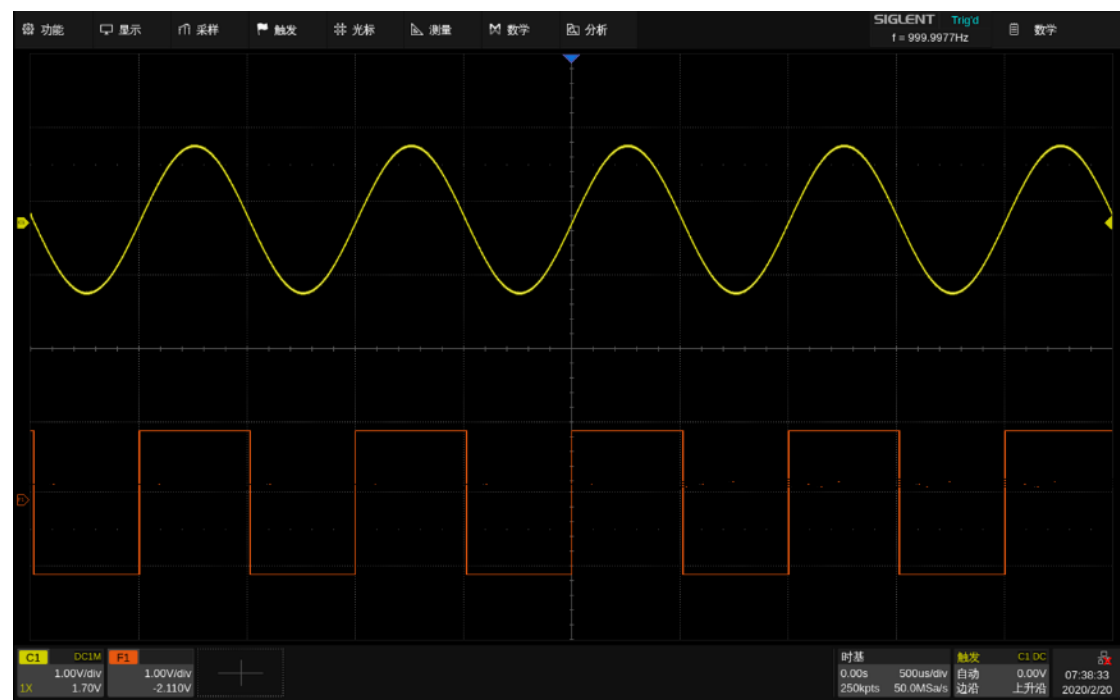 功能 显示 采样 触发 光标 测量 数学 分析
SIGLENT Trig'd
f = 999.9977Hz
数学
C1 DC1M
1.00V/div
1X 1.70V
F1
1.00V/div
-2.110V
时基
0.00s 500us/div
250kpts 50.0MSa/s
触发 C1 DC
自动 0.00V
边沿 上升沿
07:38:33
2020/2/20